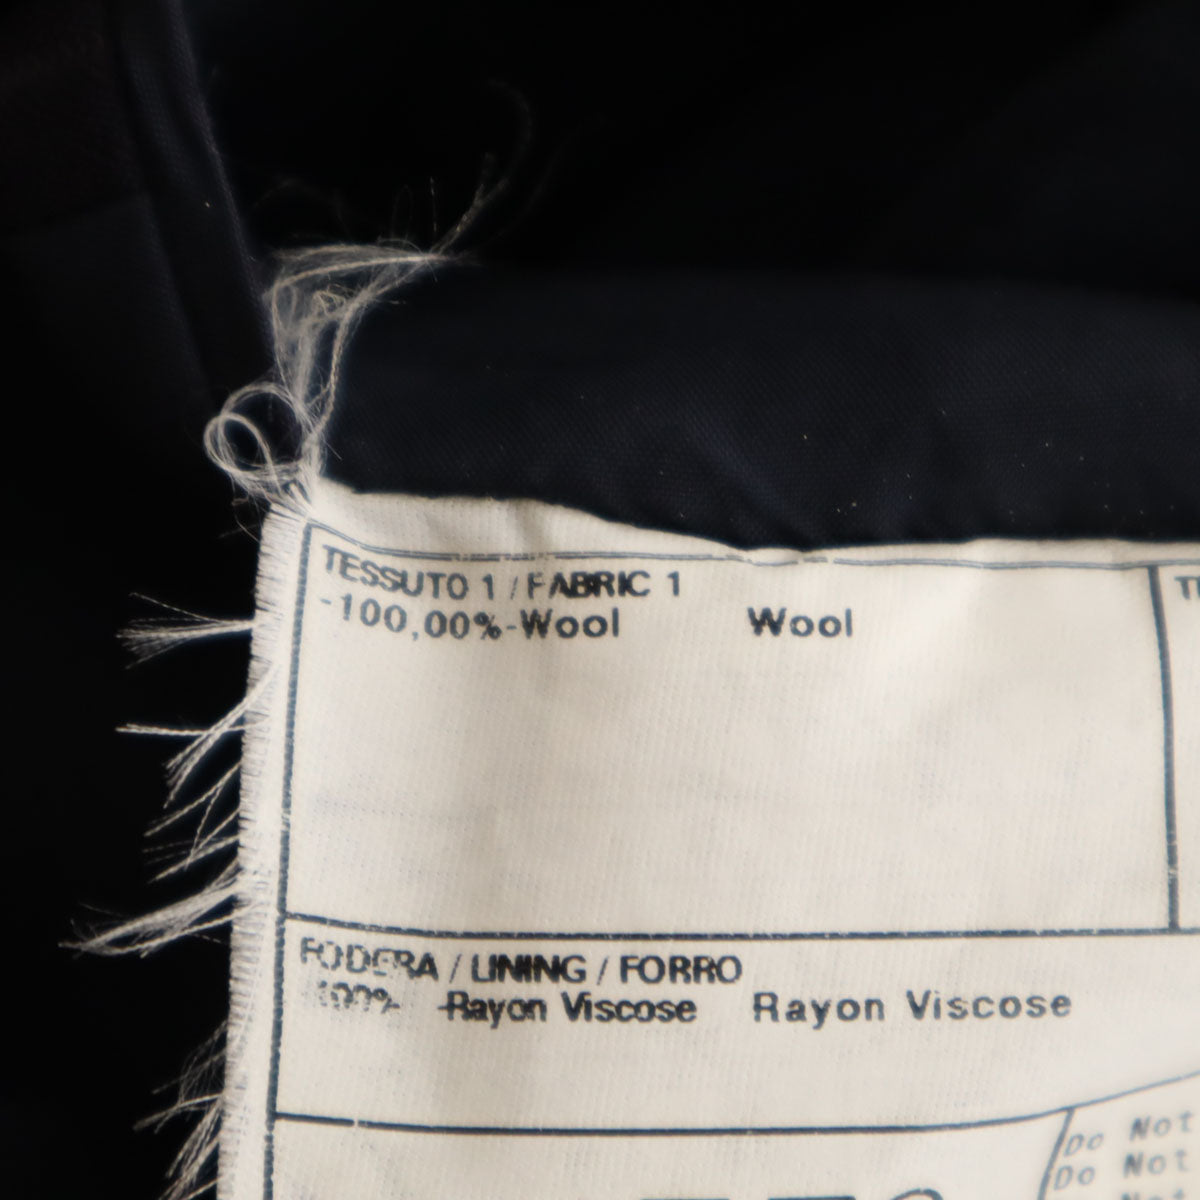 TESSUTO 1 / FABRIC 1
-100,00%-Wool Wool
FODERA / LINING / FORRO
100% Rayon Viscose Rayon Viscose
Do Not
Do Not